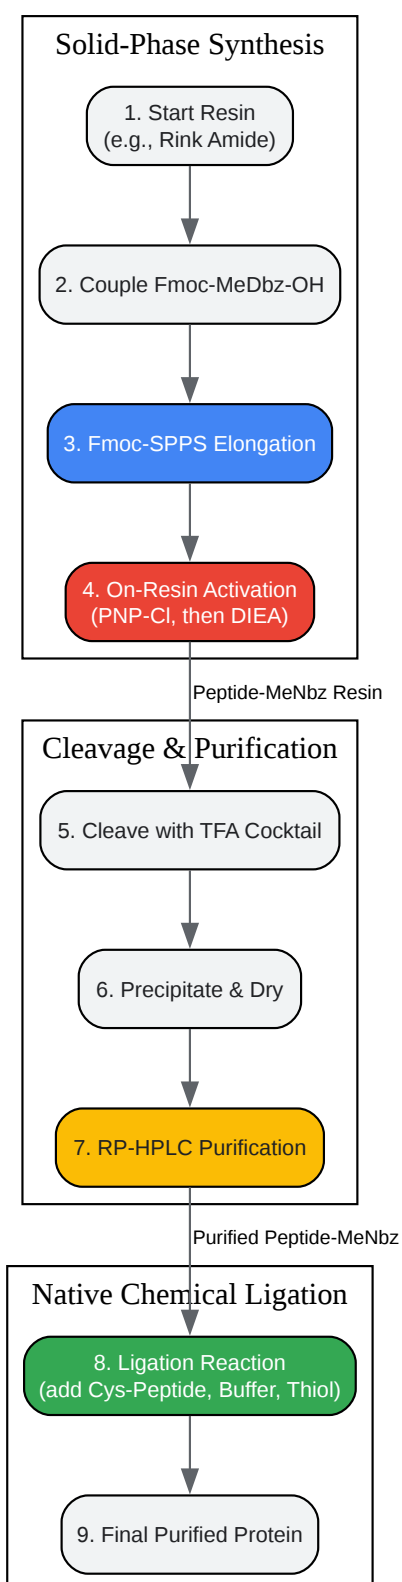 Solid-Phase Synthesis
1. Start Resin
(e.g., Rink Amide)
2. Couple Fmoc-MeDbz-OH
3. Fmoc-SPPS Elongation
4. On-Resin Activation
(PNP-Cl, then DIEA)
Peptide-MeNbz Resin
Cleavage & Purification
5. Cleave with TFA Cocktail
6. Precipitate & Dry
7. RP-HPLC Purification
Purified Peptide-MeNbz
Native Chemical Ligation
8. Ligation Reaction
(add Cys-Peptide, Buffer, Thiol)
9. Final Purified Protein